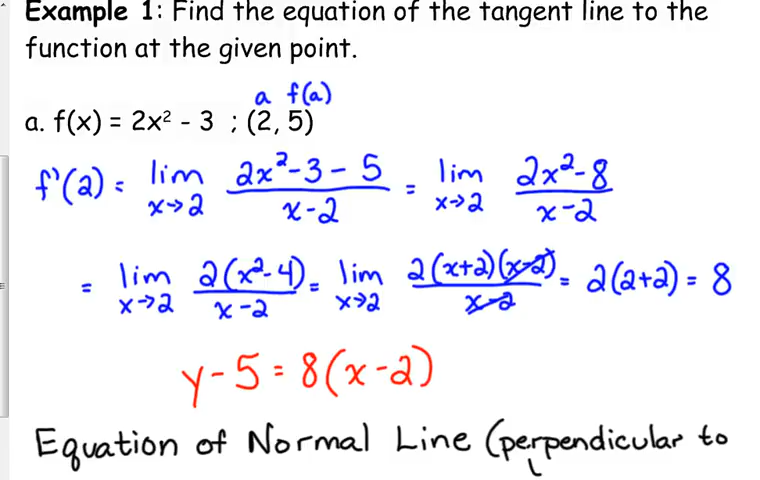 Example 1: Find the equation of the tangent line to the
function at the given point.
a f(a)
a. f(x) = 2x² - 3 ; (2, 5)
f'(2) = lim x→2 (2x² - 3 - 5)/(x - 2) = lim x→2 (2x² - 8)/(x - 2)
= lim x→2 2(x² - 4)/(x - 2) = lim x→2 2(x+2)(x-2)/(x-2) = 2(2+2) = 8
y - 5 = 8(x - 2)
Equation of Normal Line (perpendicular to